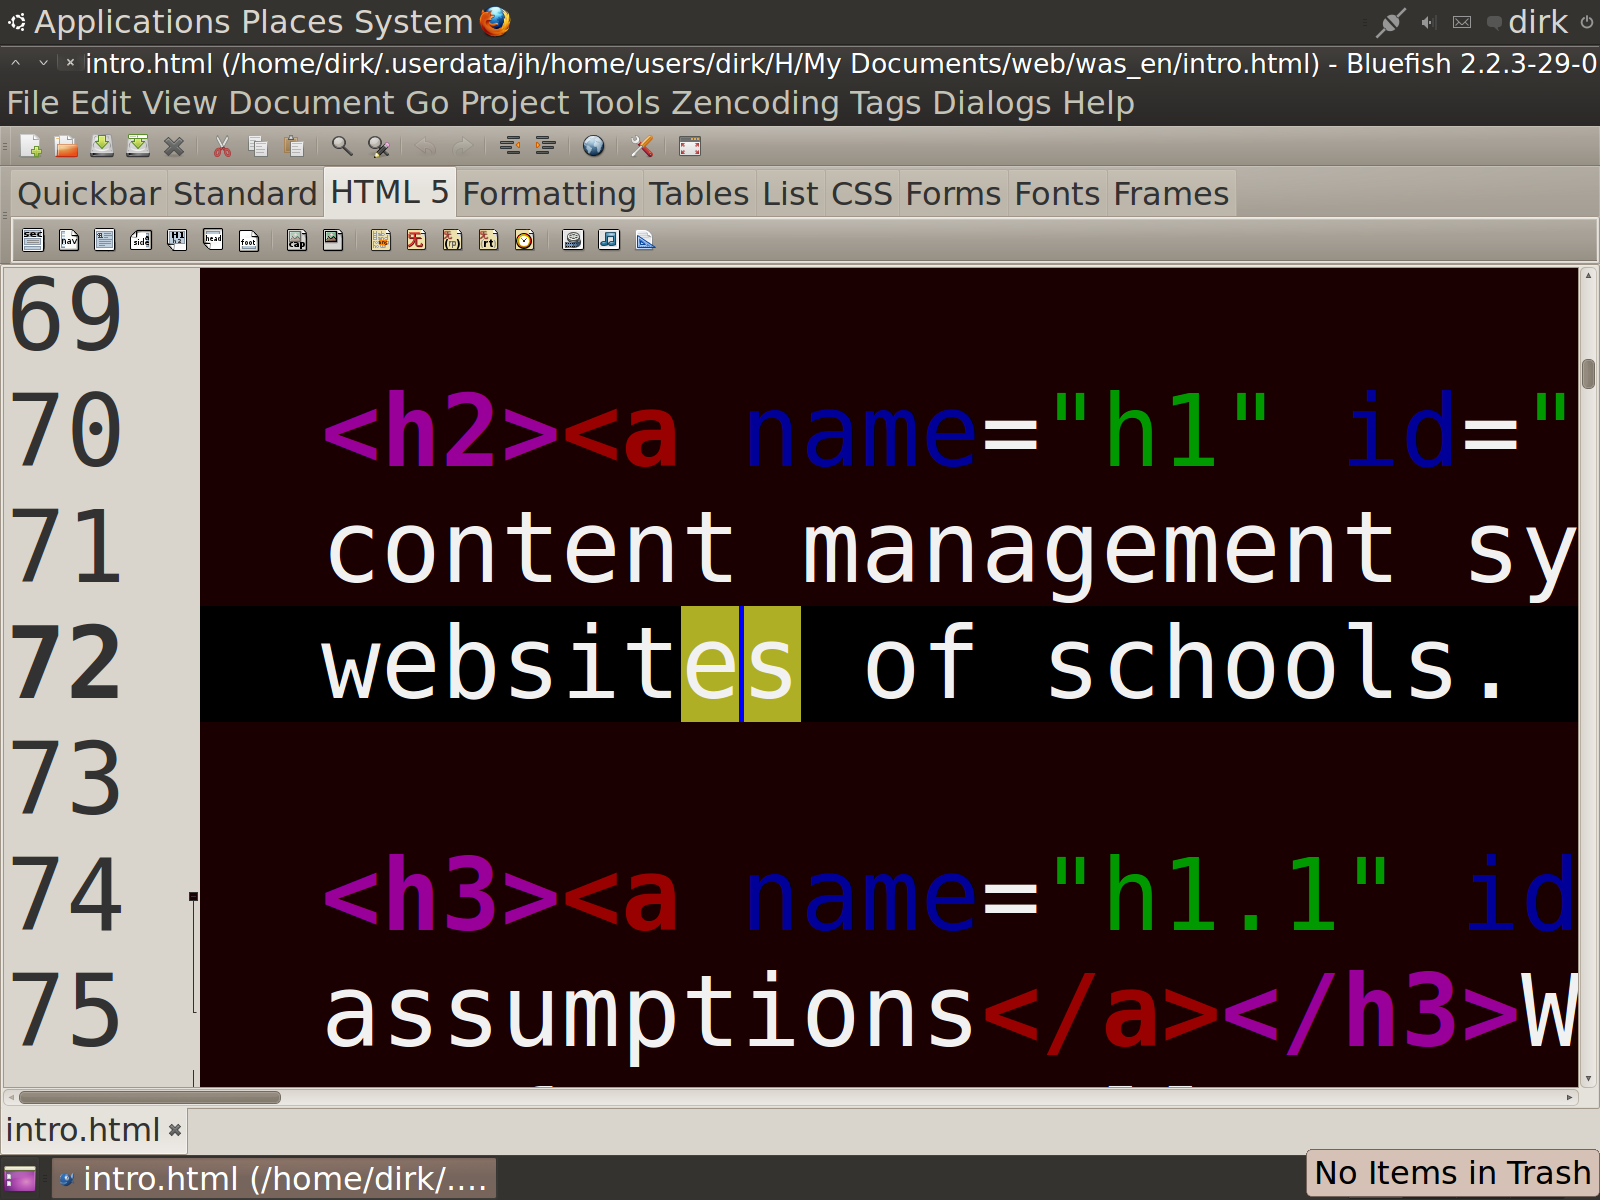 Applications Places System dirk
intro.html (/home/dirk/.userdata/jh/home/users/dirk/H/My Documents/web/was_en/intro.html) - Bluefish 2.2.3-29-0
File Edit View Document Go Project Tools Zencoding Tags Dialogs Help
Quickbar Standard HTML 5 Formatting Tables List CSS Forms Fonts Frames
sec nav side H1 h2 head foot cap (rp) rt
69
70 <h2><a name="h1" id="
71 content management sy
72 websites of schools.
73
74 <h3><a name="h1.1" id
75 assumptions</a></h3>W
intro.html
intro.html (/home/dirk/....
No Items in Trash